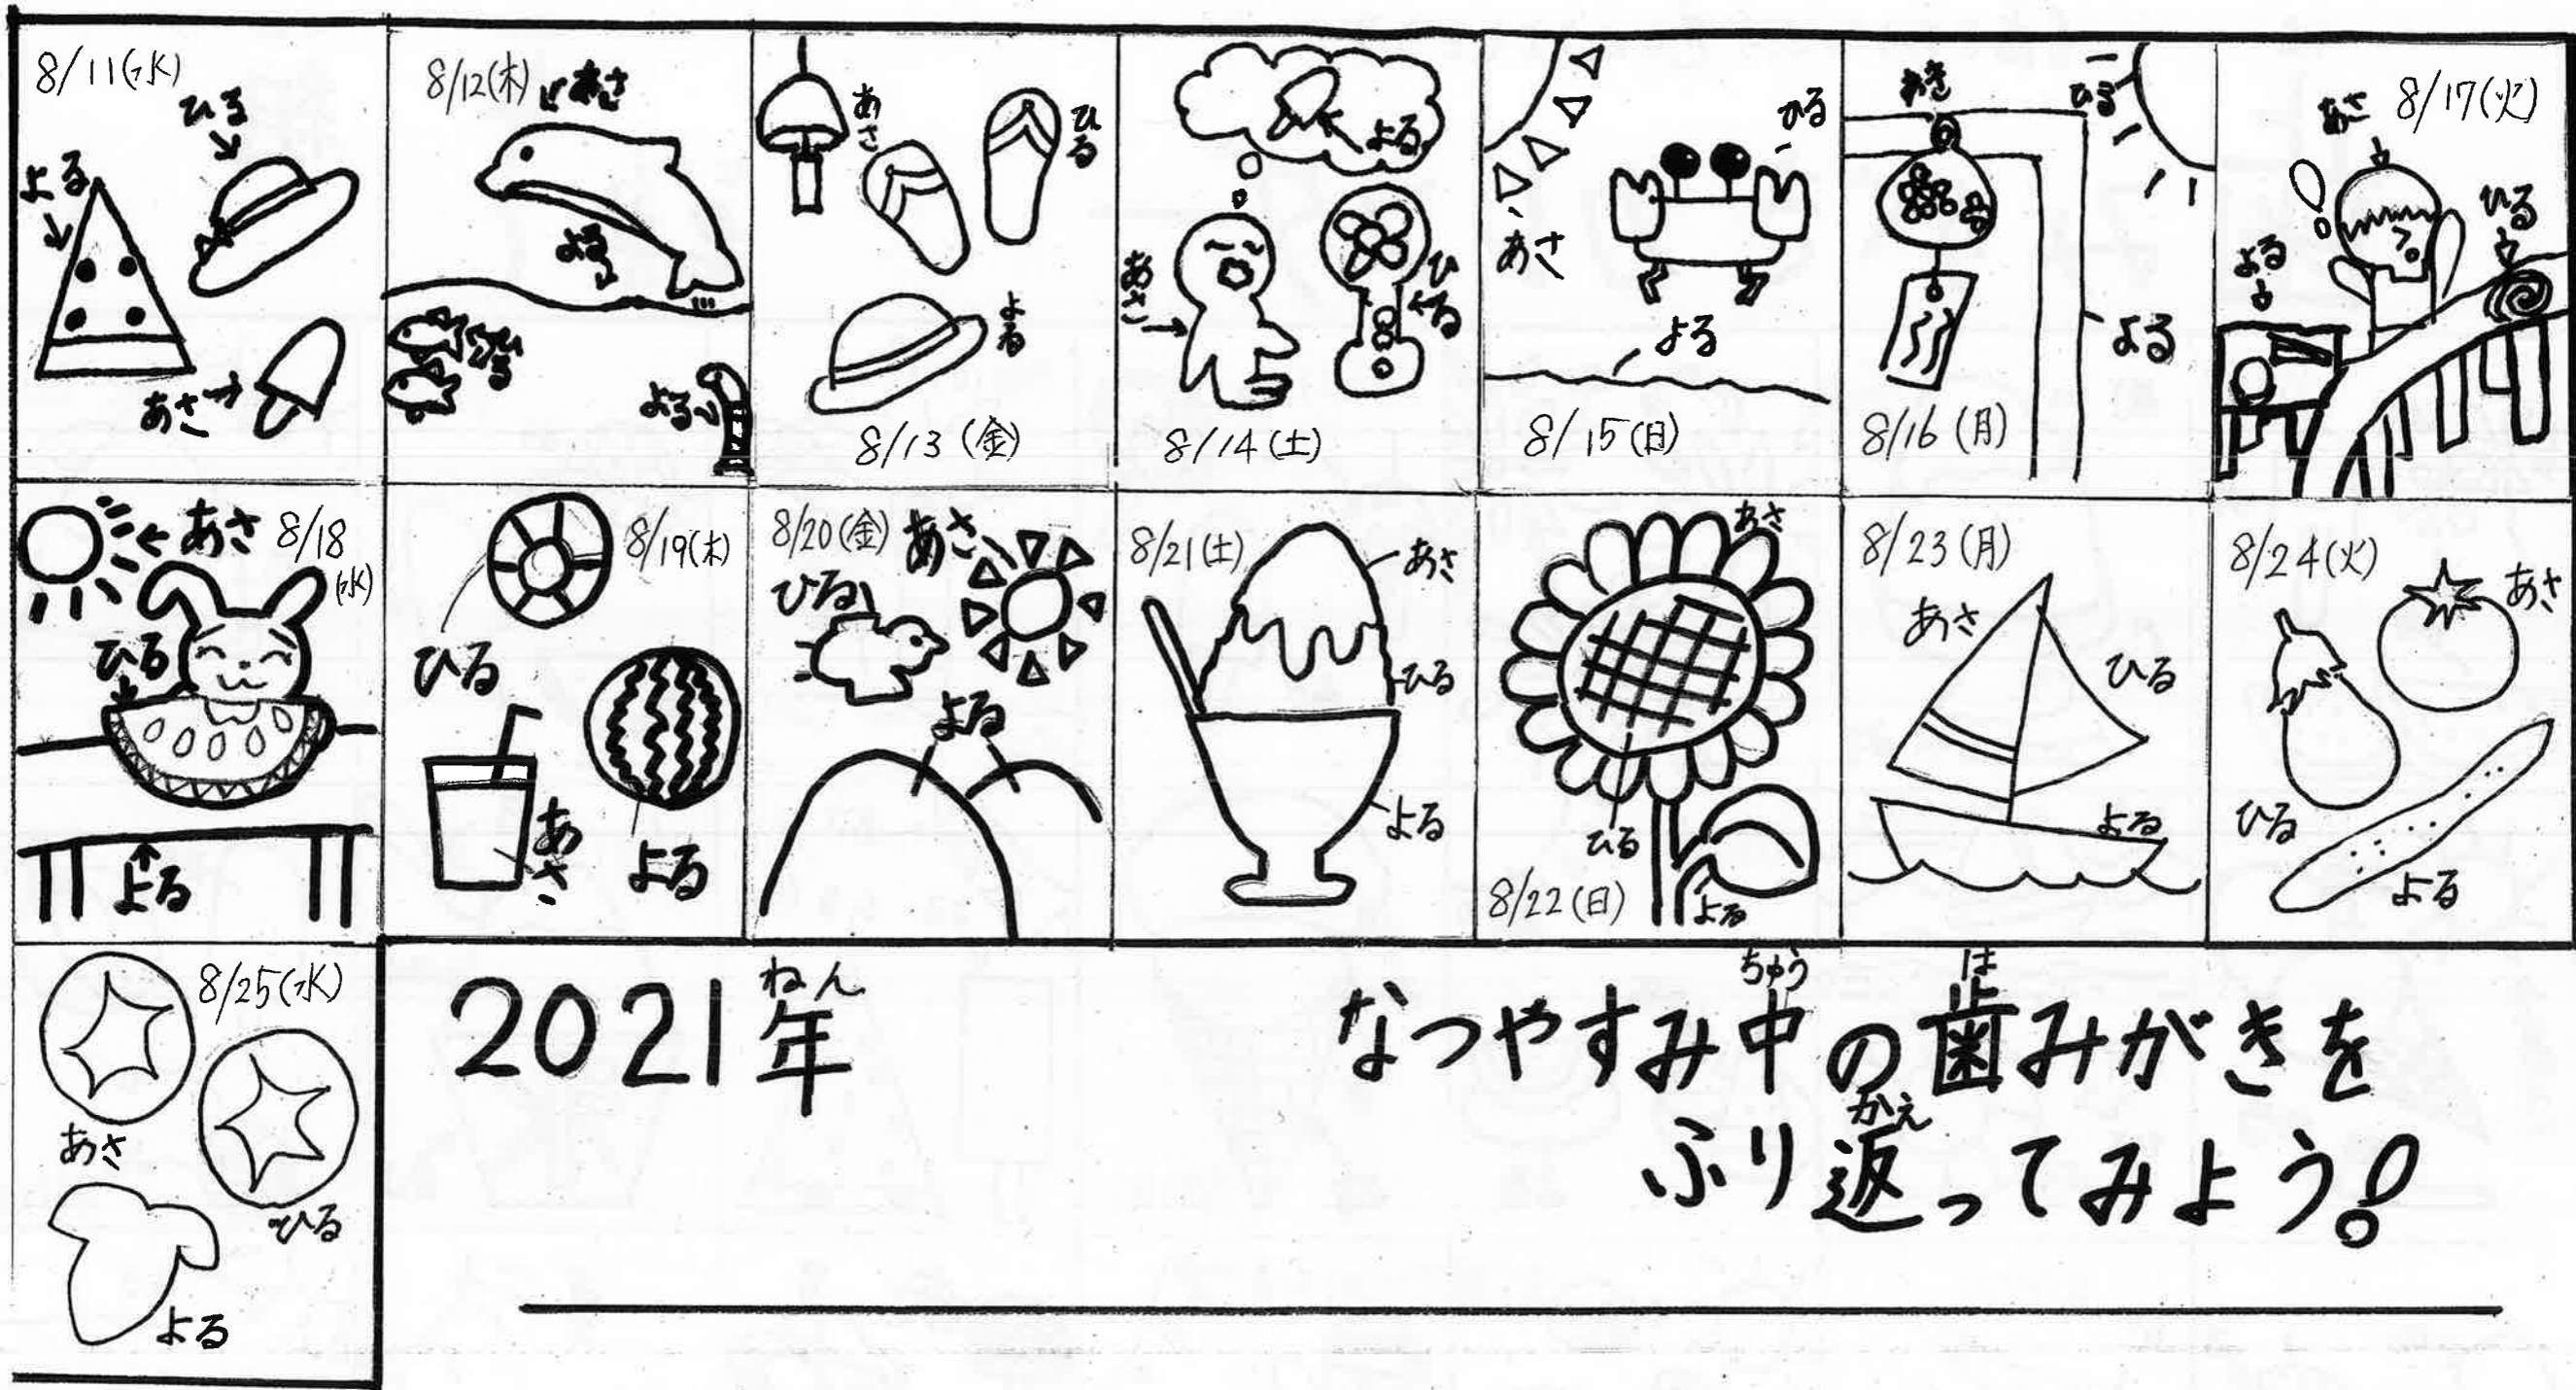 8/11(水)
ひる
よる
あさ
8/12(木)
あさ
よる
ひる
よる
あさ
ひる
よる
8/13(金)
よる
あさ
ひる
8/14(土)
ひる
あさ
よる
8/15(日)
あさ
ひる
よる
8/16(月)
あさ
8/17(火)
ひる
よる
あさ
8/18
(水)
ひる
よる
8/19(木)
ひる
あさ
よる
8/20(金)
あさ
ひる
よる
8/21(土)
あさ
ひる
よる
あさ
ひる
よる
8/22(日)
8/23(月)
あさ
ひる
よる
8/24(火)
あさ
ひる
よる
8/25(水)
あさ
ひる
よる
2021年
ねん
なつやすみ中の歯みがきを
ちゅう
は
ふり返ってみよう!
かえ